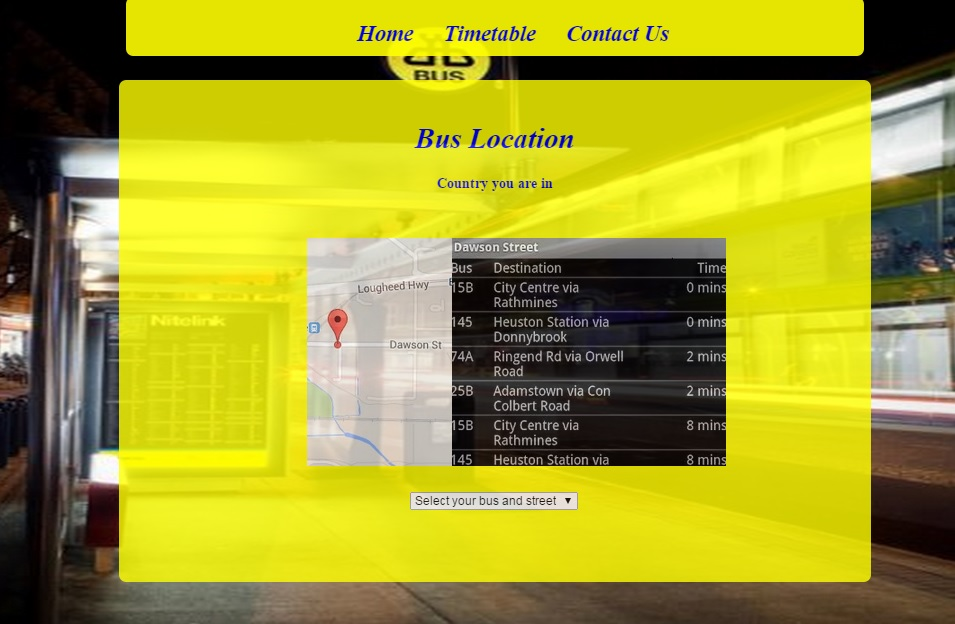 Home Timetable Contact Us
BUS
Bus Location
Country you are in
Dawson Street
Bus Destination Time
15B City Centre via 0 mins
Rathmines
145 Heuston Station via 0 mins
Donnybrook
74A Ringend Rd via Orwell 2 mins
Road
25B Adamstown via Con 2 mins
Colbert Road
15B City Centre via 8 mins
Rathmines
145 Heuston Station via 8 mins
Lougheed Hwy
Dawson St
Nitelink
Select your bus and street